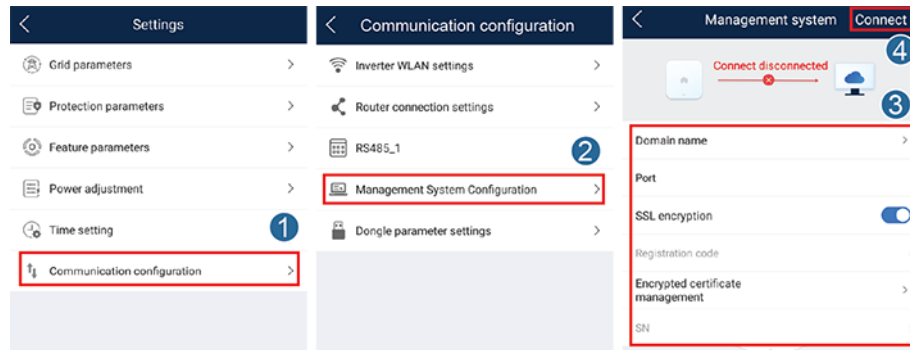 Settings
Grid parameters
Protection parameters
Feature parameters
Power adjustment
Time setting
1
Communication configuration
Communication configuration
Inverter WLAN settings
Router connection settings
RS485_1
2
Management System Configuration
Dongle parameter settings
Management system
Connect
4
Connect disconnected
3
Domain name
Port
SSL encryption
Registration code
Encrypted certificate
management
SN